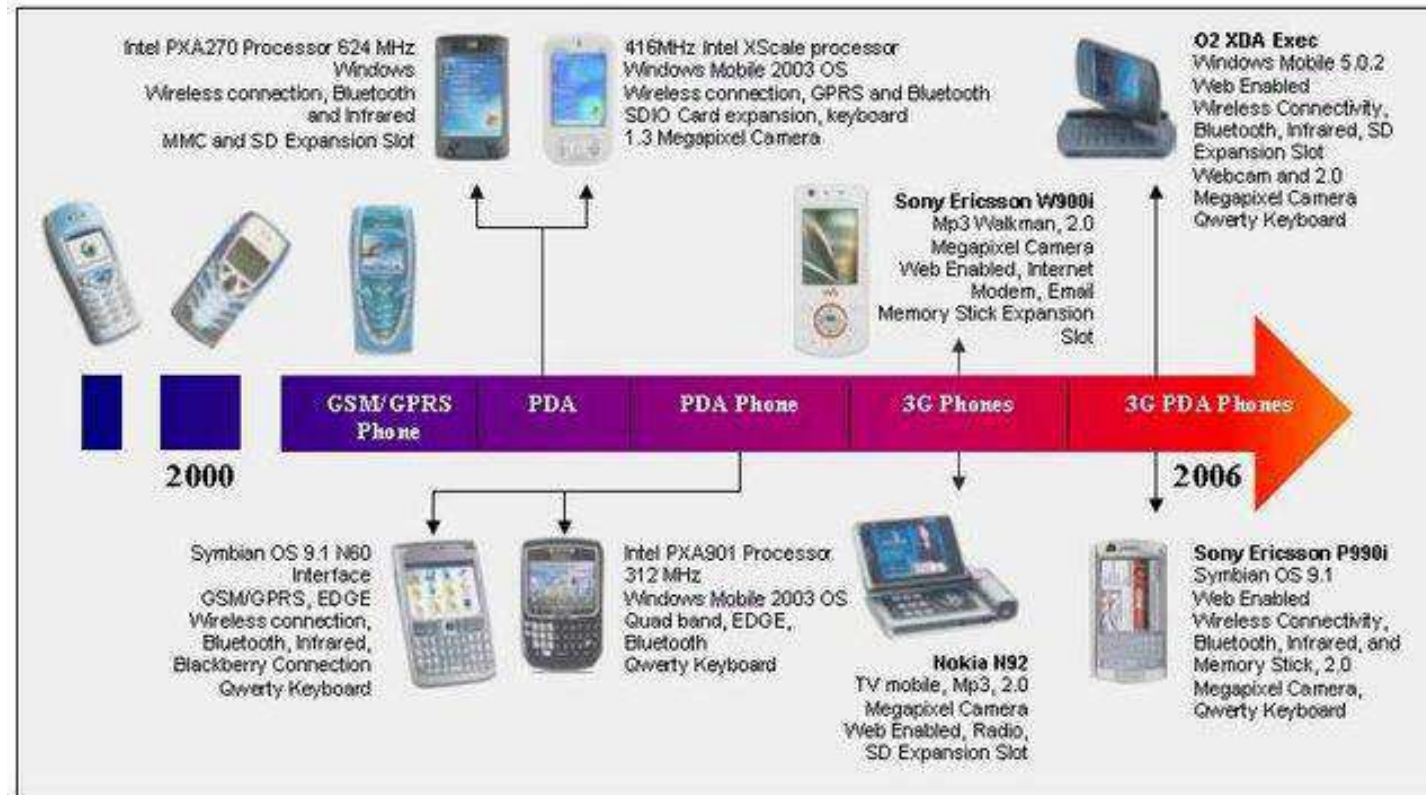 Intel PXA270 Processor 624 MHz
Windows
Wireless connection, Bluetooth
and Infrared
MMC and SD Expansion Slot
416MHz Intel XScale processor
Windows Mobile 2003 OS
Wireless connection, GPRS and Bluetooth
SDIO Card expansion, keyboard
1.3 Megapixel Camera
O2 XDA Exec
Windows Mobile 5.0.2
Web Enabled
Wireless Connectivity,
Bluetooth, Infrared, SD
Expansion Slot
Webcam and 2.0
Megapixel Camera
Qwerty Keyboard
Sony Ericsson W900i
Mp3 Walkman, 2.0
Megapixel Camera
Web Enabled, Internet
Modem, Email
Memory Stick Expansion
Slot
GSM/GPRS
Phone
PDA
PDA Phone
3G Phones
3G PDA Phones
2000
2006
Symbian OS 9.1 N60
Interface
GSM/GPRS, EDGE
Wireless connection,
Bluetooth, Infrared,
Blackberry Connection
Qwerty Keyboard
Intel PXA901 Processor
312 MHz
Windows Mobile 2003 OS
Quad band, EDGE,
Bluetooth
Qwerty Keyboard
Nokia N92
TV mobile, Mp3, 2.0
Megapixel Camera
Web Enabled, Radio,
SD Expansion Slot
Sony Ericsson P990i
Symbian OS 9.1
Web Enabled
Wireless Connectivity,
Bluetooth, Infrared, and
Memory Stick, 2.0
Megapixel Camera,
Qwerty Keyboard